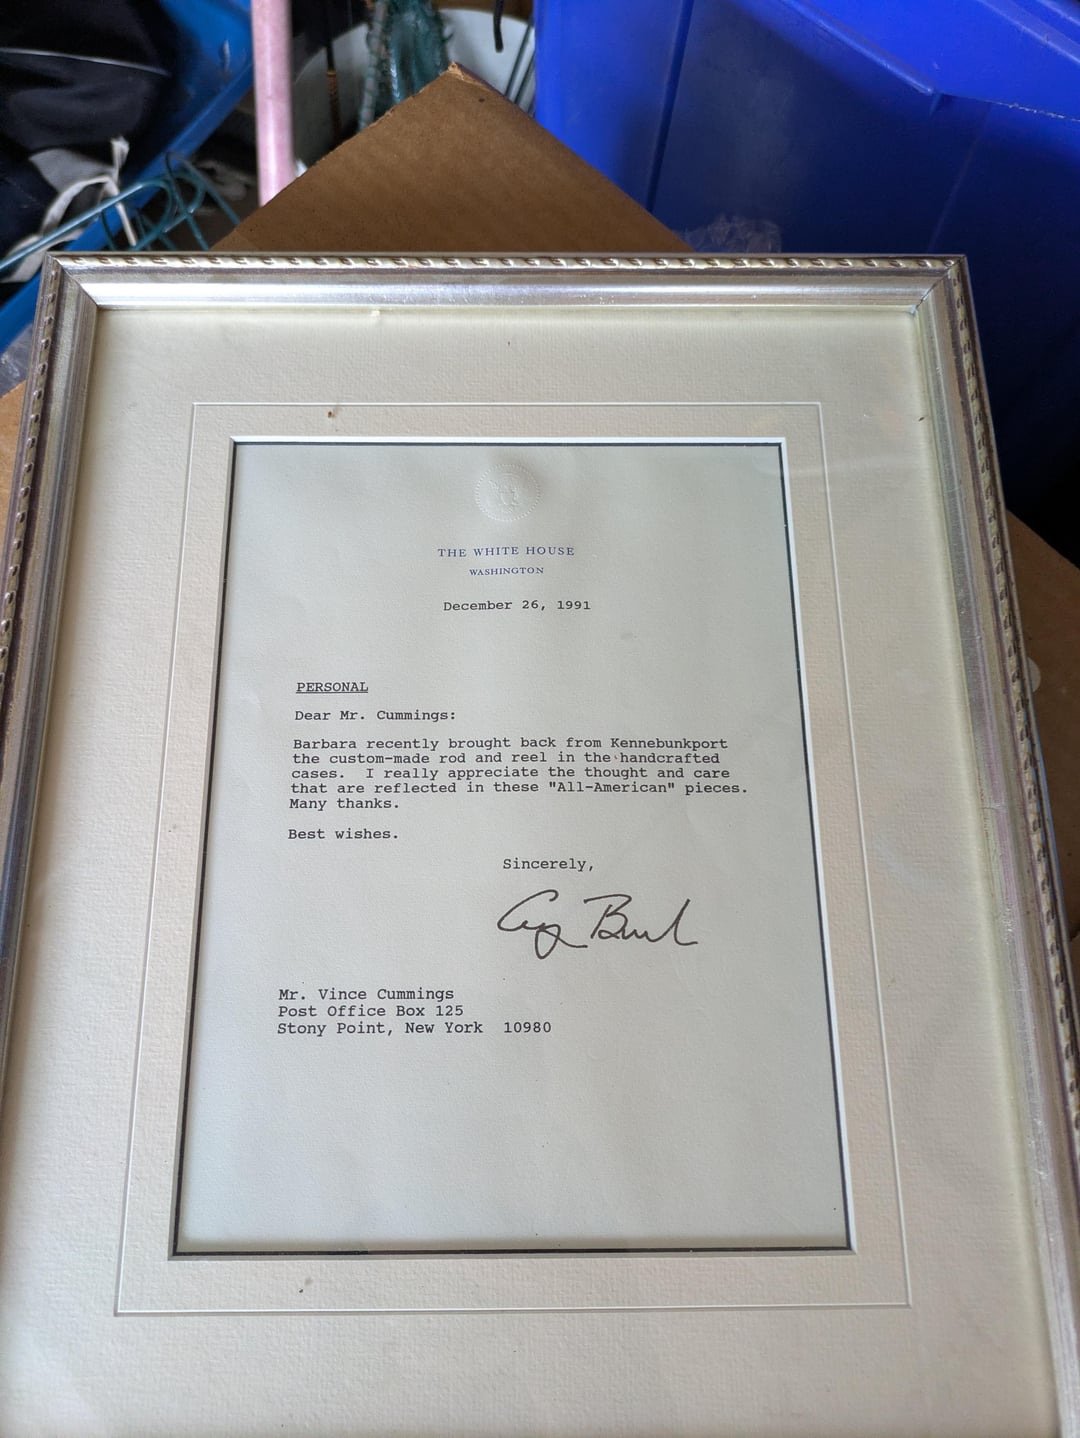 THE WHITE HOUSE
WASHINGTON
December 26, 1991
PERSONAL
Dear Mr. Cummings:
Barbara recently brought back from Kennebunkport
the custom-made rod and reel in the handcrafted
cases.  I really appreciate the thought and care
that are reflected in these "All-American" pieces.
Many thanks.
Best wishes.
Sincerely,
G Bush
Mr. Vince Cummings
Post Office Box 125
Stony Point, New York  10980